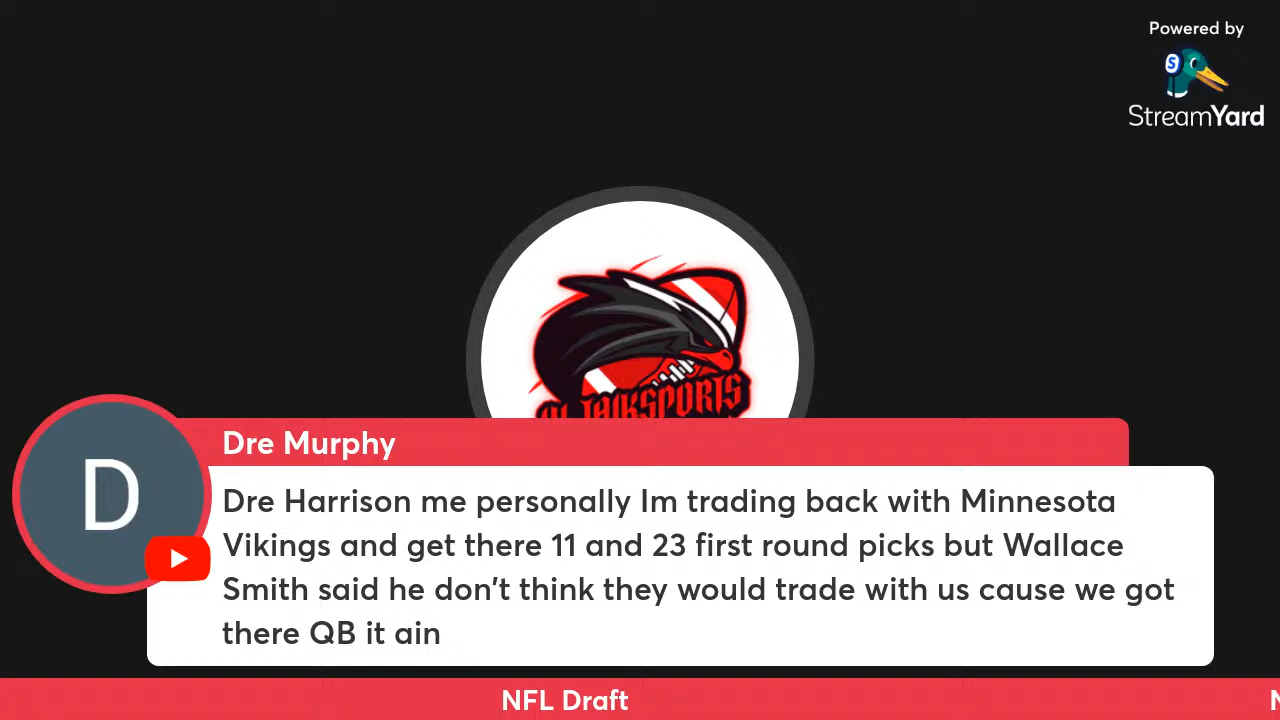 Powered by
S
StreamYard
TALKSPORTS
D
Dre Murphy
Dre Harrison me personally Im trading back with Minnesota
Vikings and get there 11 and 23 first round picks but Wallace
Smith said he don't think they would trade with us cause we got
there QB it ain
NFL Draft